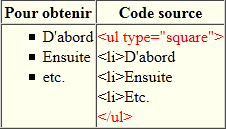 Pour obtenir Code source
D'abord <ul type="square">
Ensuite <li>D'abord
etc. <li>Ensuite
<li>Etc.
</ul>